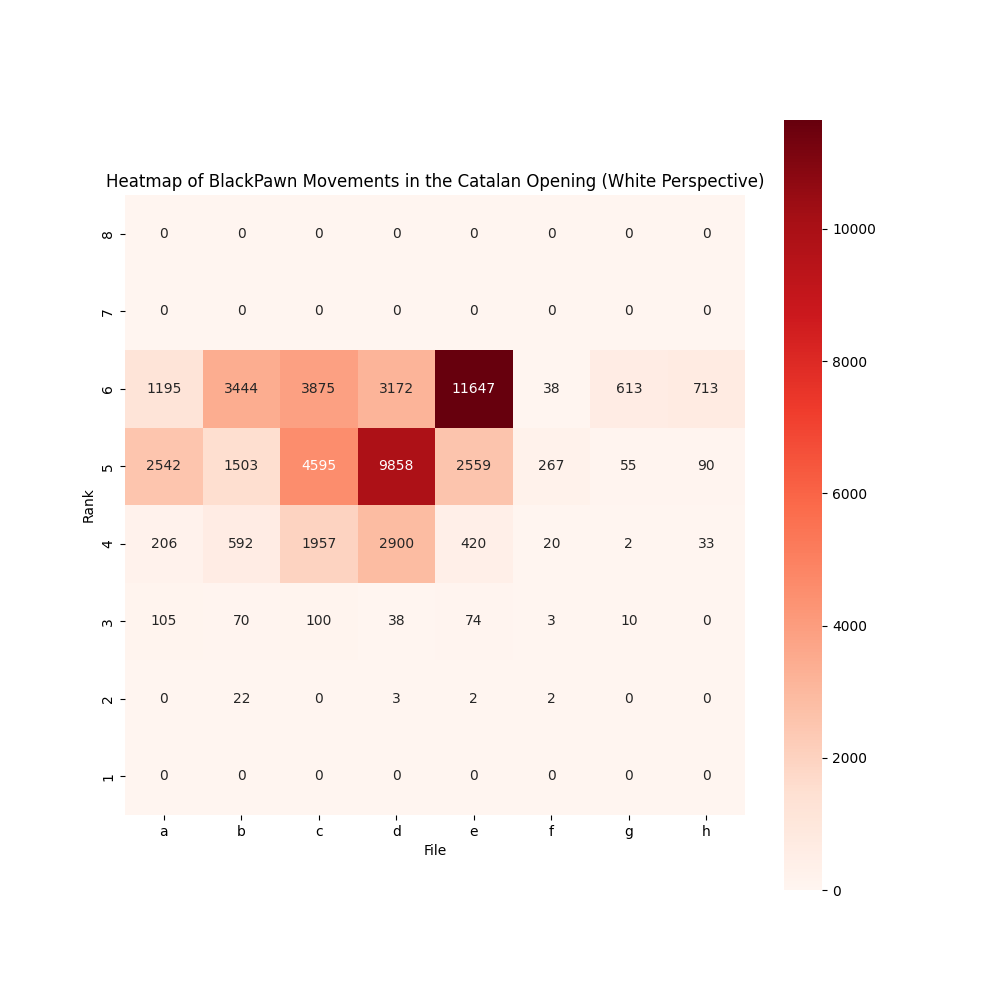 Heatmap of BlackPawn Movements in the Catalan Opening (White Perspective)
8 0 0 0 0 0 0 0 0
7 0 0 0 0 0 0 0 0
6 1195 3444 3875 3172 11647 38 613 713
5 2542 1503 4595 9858 2559 267 55 90
4 206 592 1957 2900 420 20 2 33
3 105 70 100 38 74 3 10 0
2 0 22 0 3 2 2 0 0
1 0 0 0 0 0 0 0 0
Rank
a b c d e f g h
File
10000
8000
6000
4000
2000
0